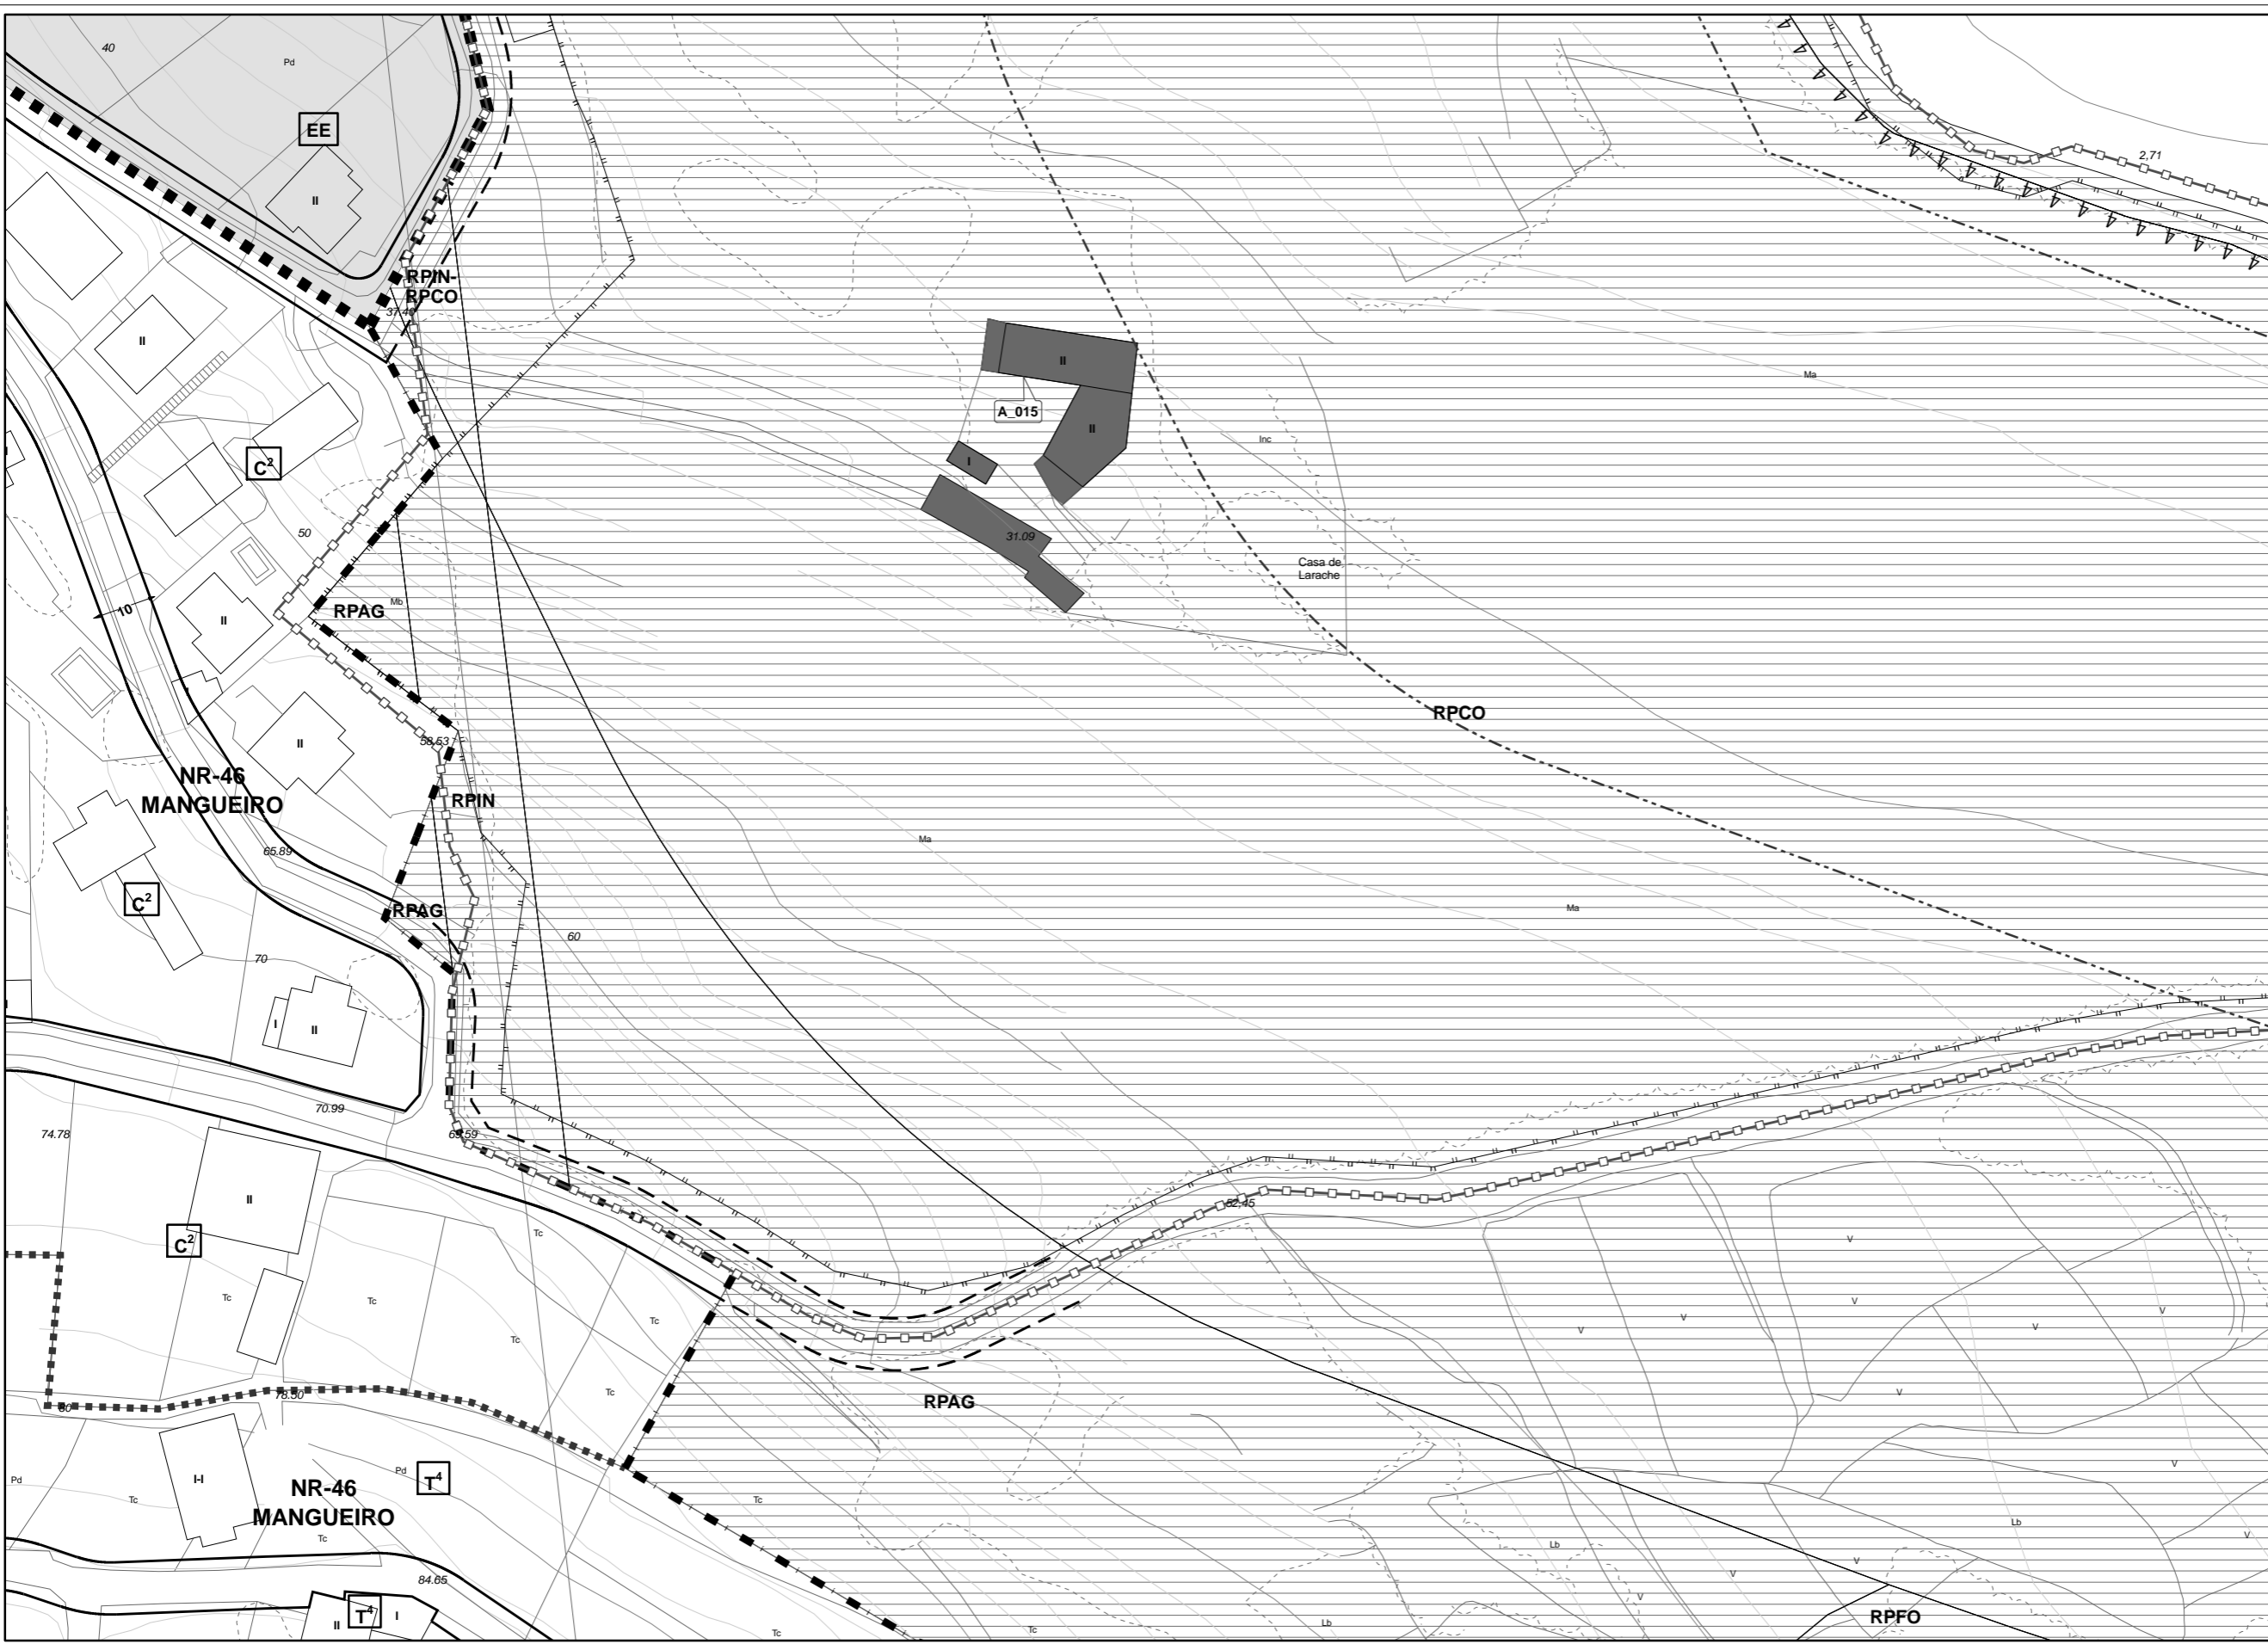 40
Pd
EE
II
2,71
RPIN-
RPCO
37.40
II
II
A_015
Ma
II
Inc
C²
I
50
31.09
Casa de
Larache
Mb
RPAG
10
II
RPCO
58.53
II
NR-46
MANGUEIRO
RPIN
Ma
65.89
C²
RPAG
Ma
60
70
I
II
70.99
74.78
69.59
II
52,45
C²
Tc
V
V
Tc
Tc
V
V
Tc
Tc
V
V
V
Tc
78.50
80
RPAG
V
I-I
Pd
Pd
T⁴
V
NR-46
MANGUEIRO
Tc
Tc
Lb
Tc
Lb
V
V
84.65
V
V
T⁴
I
II
RPFO
Lb
Tc
Tc